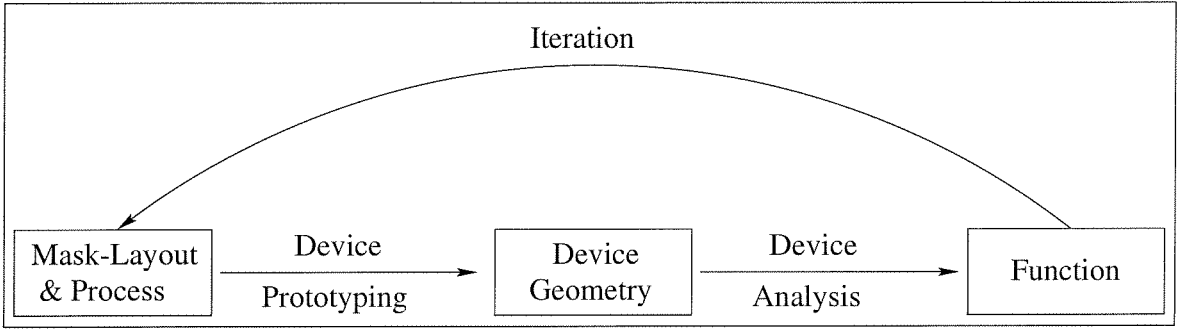 Iteration
Mask-Layout
& Process
Device
Prototyping
Device
Geometry
Device
Analysis
Function